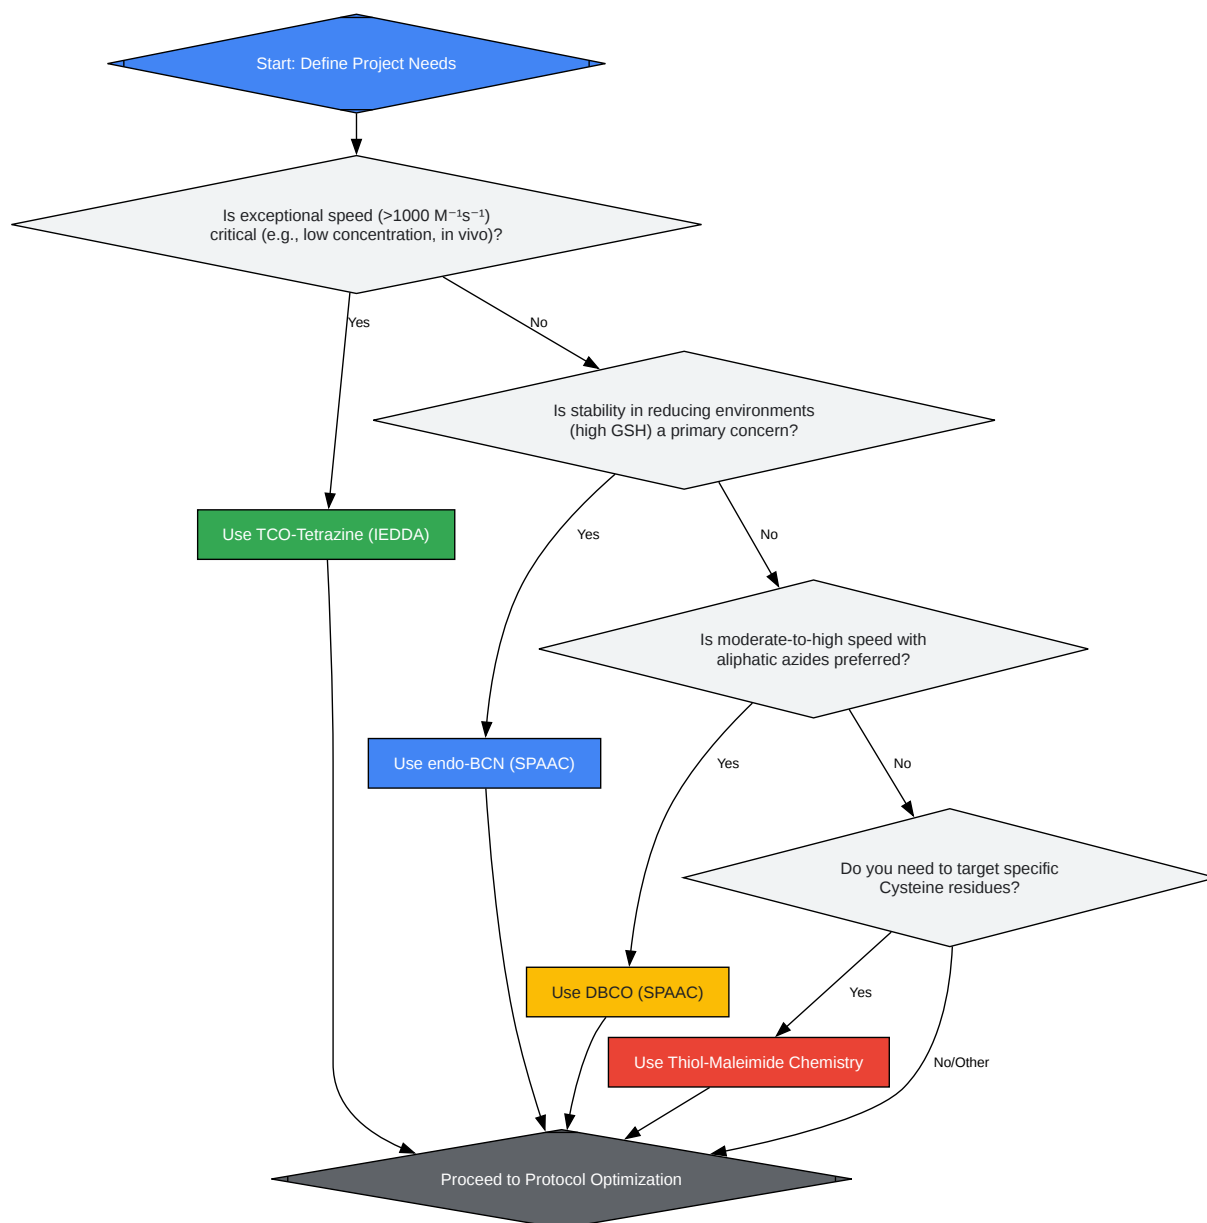 Start: Define Project Needs
Is exceptional speed (>1000 M⁻¹s⁻¹)
critical (e.g., low concentration, in vivo)?
Yes
No
Is stability in reducing environments
(high GSH) a primary concern?
Use TCO-Tetrazine (IEDDA)
Yes
No
Is moderate-to-high speed with
aliphatic azides preferred?
Use endo-BCN (SPAAC)
Yes
No
Do you need to target specific
Cysteine residues?
Use DBCO (SPAAC)
Yes
Use Thiol-Maleimide Chemistry
No/Other
Proceed to Protocol Optimization